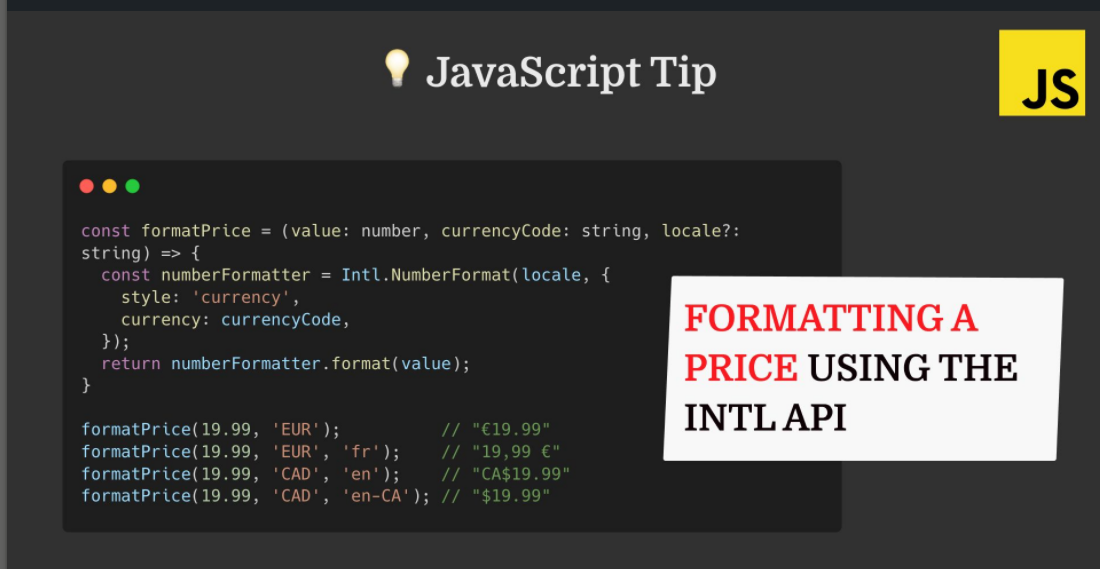 💡 JavaScript Tip
JS
const formatPrice = (value: number, currencyCode: string, locale?:
string) => {
  const numberFormatter = Intl.NumberFormat(locale, {
    style: 'currency',
    currency: currencyCode,
  });
  return numberFormatter.format(value);
}
formatPrice(19.99, 'EUR');          // "€19.99"
formatPrice(19.99, 'EUR', 'fr');    // "19,99 €"
formatPrice(19.99, 'CAD', 'en');    // "CA$19.99"
formatPrice(19.99, 'CAD', 'en-CA'); // "$19.99"
FORMATTING A
PRICE USING THE
INTL API